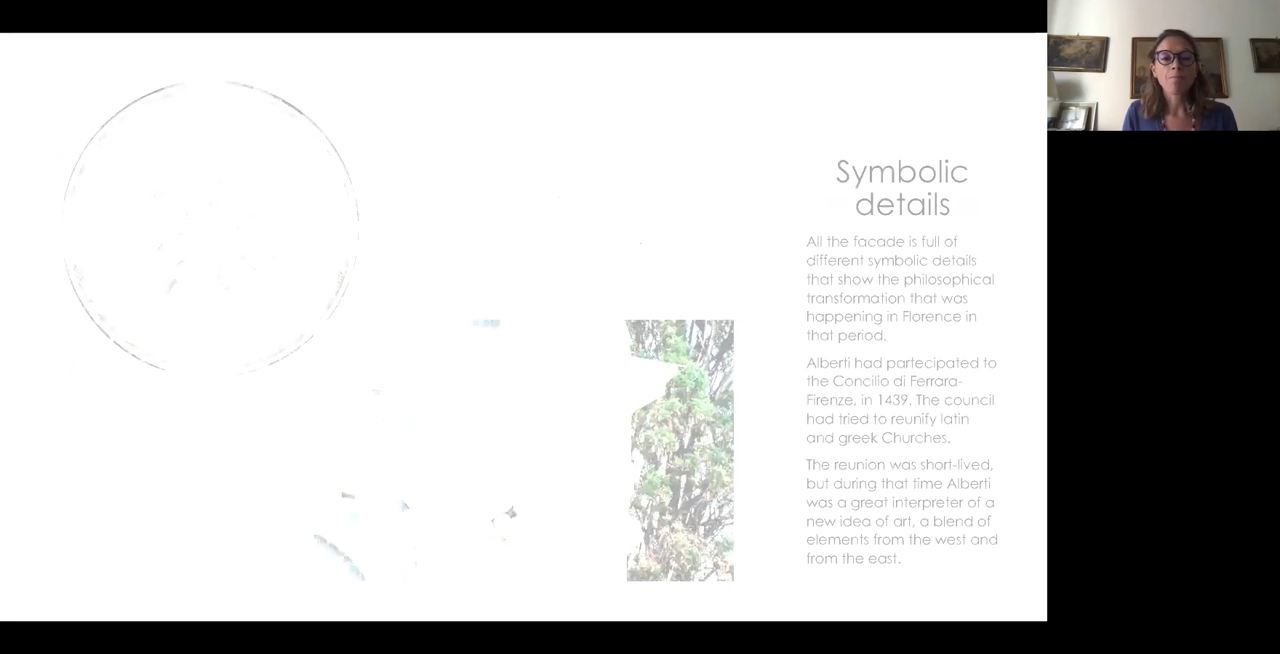 Symbolic
details
All the facade is full of
different symbolic details
that show the philosophical
transformation that was
happening in Florence in
that period.
Alberti had partecipated to
the Concilio di Ferrara-
Firenze, in 1439. The council
had tried to reunify latin
and greek Churches.
The reunion was short-lived,
but during that time Alberti
was a great interpreter of a
new idea of art, a blend of
elements from the west and
from the east.